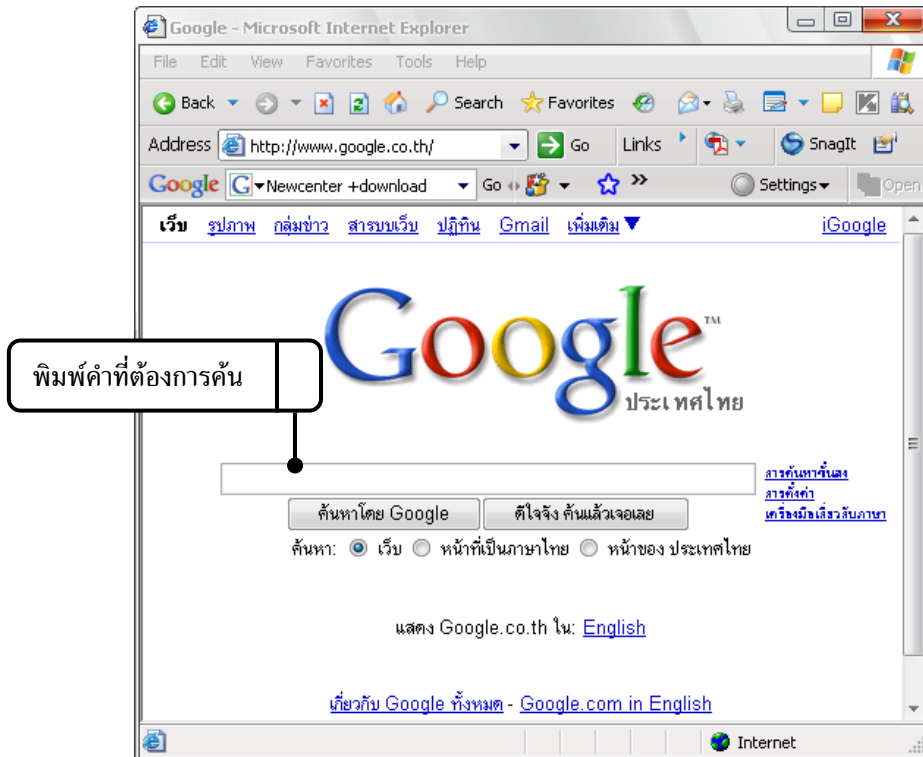 Google - Microsoft Internet Explorer
File Edit View Favorites Tools Help
Back Search Favorites
Address http://www.google.co.th/ Go Links SnagIt
Google G Newcenter +download Go Settings Open
เว็บ รูปภาพ กลุ่มข่าว สารบบเว็บ ปฏิทิน Gmail เพิ่มเติม ▼ iGoogle
Google™
ประเทศไทย
พิมพ์คำที่ต้องการค้น
การค้นหาขั้นสูง
การตั้งค่า
เครื่องมือเกี่ยวกับภาษา
ค้นหาโดย Google ดีใจจัง ค้นแล้วเจอเลย
ค้นหา: เว็บ หน้าที่เป็นภาษาไทย หน้าของ ประเทศไทย
แสดง Google.co.th ใน: English
เกี่ยวกับ Google ทั้งหมด - Google.com in English
Internet